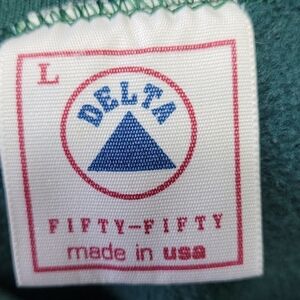 L
DELTA
FIFTY-FIFTY
made in usa